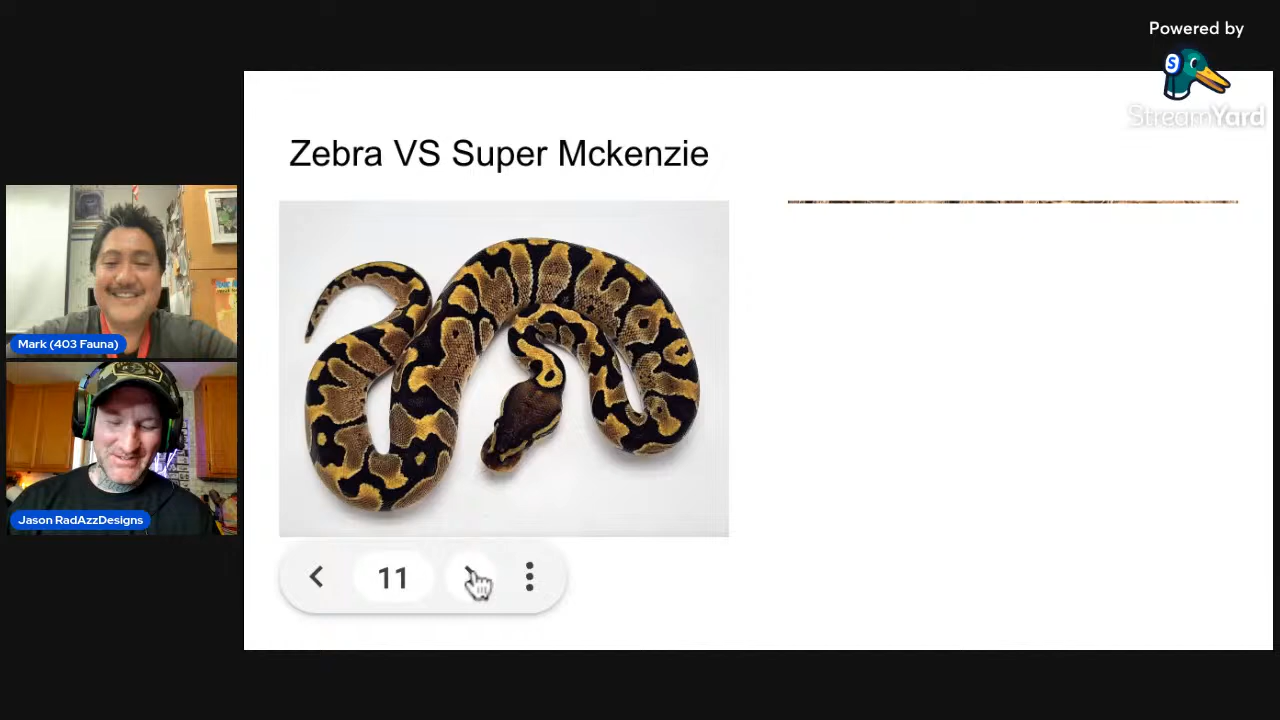 Powered by
StreamYard
Zebra VS Super Mckenzie
Mark (403 Fauna)
Jason RadAzzDesigns
11